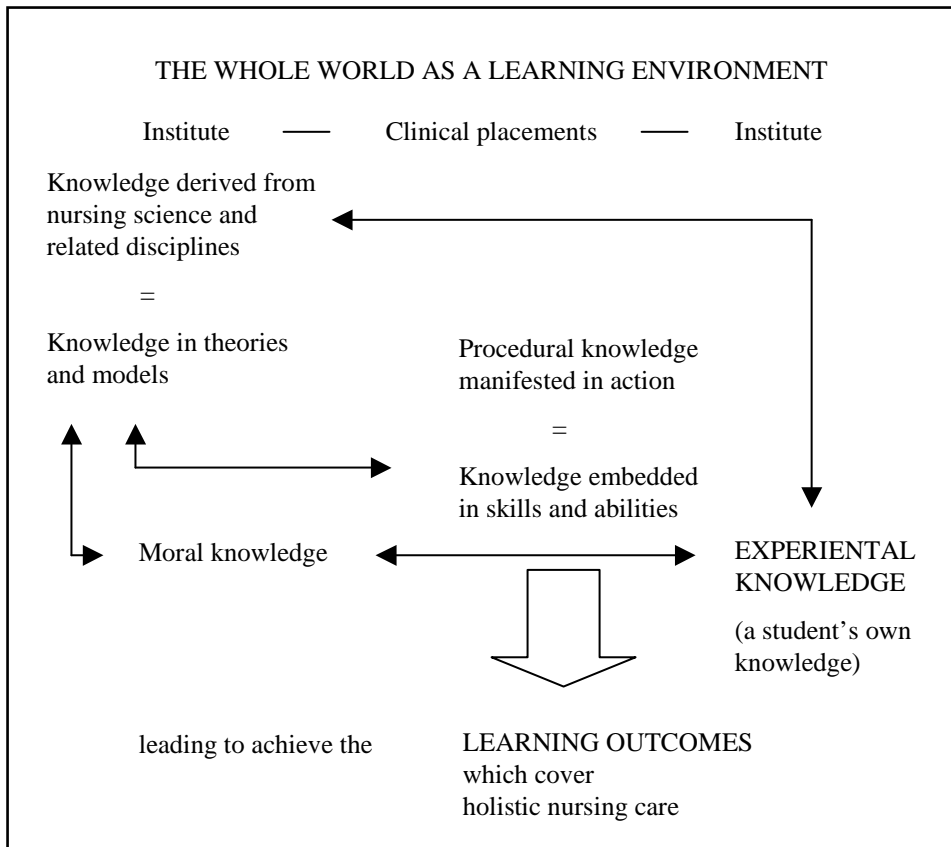 THE WHOLE WORLD AS A LEARNING ENVIRONMENT
Institute — Clinical placements — Institute
Knowledge derived from
nursing science and
related disciplines
=
Knowledge in theories
and models
Procedural knowledge
manifested in action
=
Knowledge embedded
in skills and abilities
Moral knowledge
EXPERIENTAL
KNOWLEDGE
(a student's own
knowledge)
leading to achieve the
LEARNING OUTCOMES
which cover
holistic nursing care